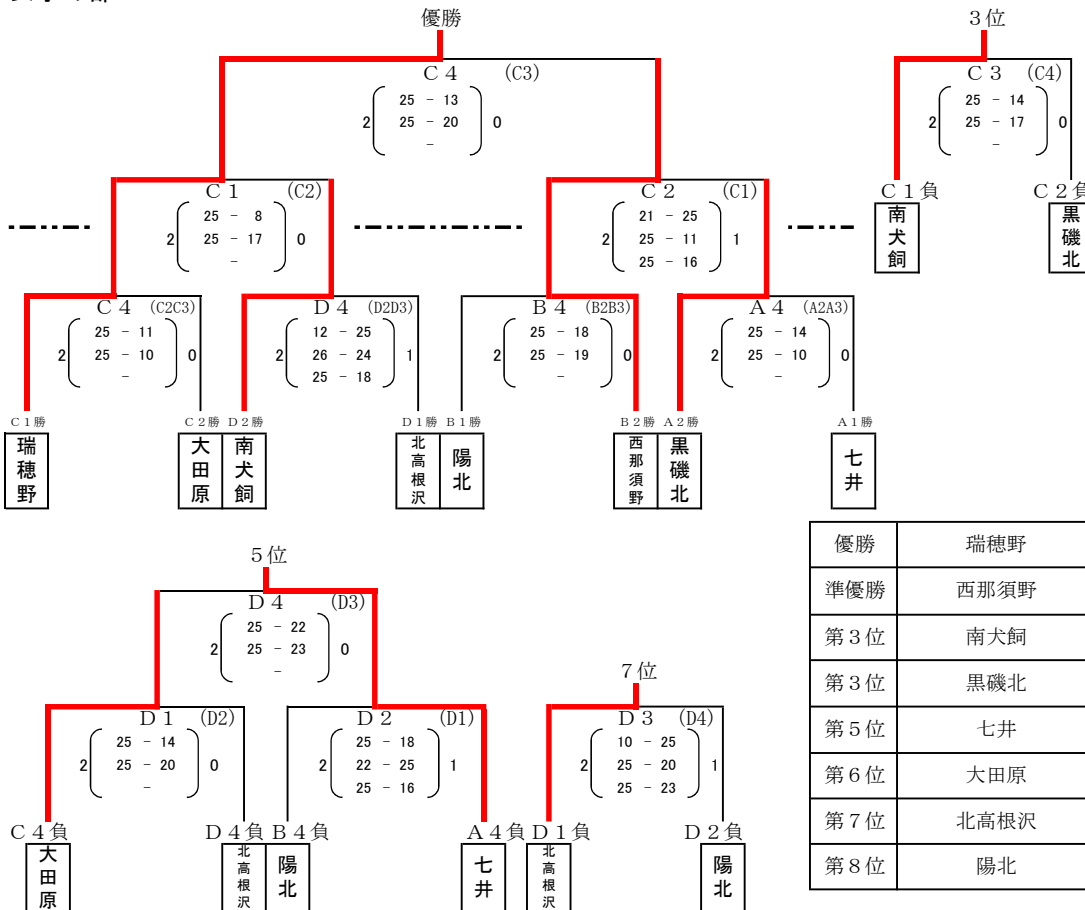 優勝
3位
C4 (C3)
25 - 13
2 25 - 20 0
-
C3 (C4)
25 - 14
2 25 - 17 0
-
C1 (C2)
25 - 8
2 25 - 17 0
-
C2 (C1)
21 - 25
2 25 - 11 1
25 - 16
C1負 C2負
南犬飼 黒磯北
C4 (C2C3)
25 - 11
2 25 - 10 0
-
D4 (D2D3)
12 - 25
2 26 - 24 1
25 - 18
B4 (B2B3)
25 - 18
2 25 - 19 0
-
A4 (A2A3)
25 - 14
2 25 - 10 0
-
C1勝 C2勝 D2勝 D1勝 B1勝 B2勝 A2勝 A1勝
瑞穂野 大田原 南犬飼 北高根沢 陽北 西那須野 黒磯北 七井
5位
D4 (D3)
25 - 22
2 25 - 23 0
-
7位
D1 (D2)
25 - 14
2 25 - 20 0
-
D2 (D1)
25 - 18
2 22 - 25 1
25 - 16
D3 (D4)
10 - 25
2 25 - 20 1
25 - 23
C4負 D4負 B4負 A4負 D1負 D2負
大田原 北高根沢 陽北 七井 北高根沢 陽北
優勝 瑞穂野
準優勝 西那須野
第3位 南犬飼
第3位 黒磯北
第5位 七井
第6位 大田原
第7位 北高根沢
第8位 陽北